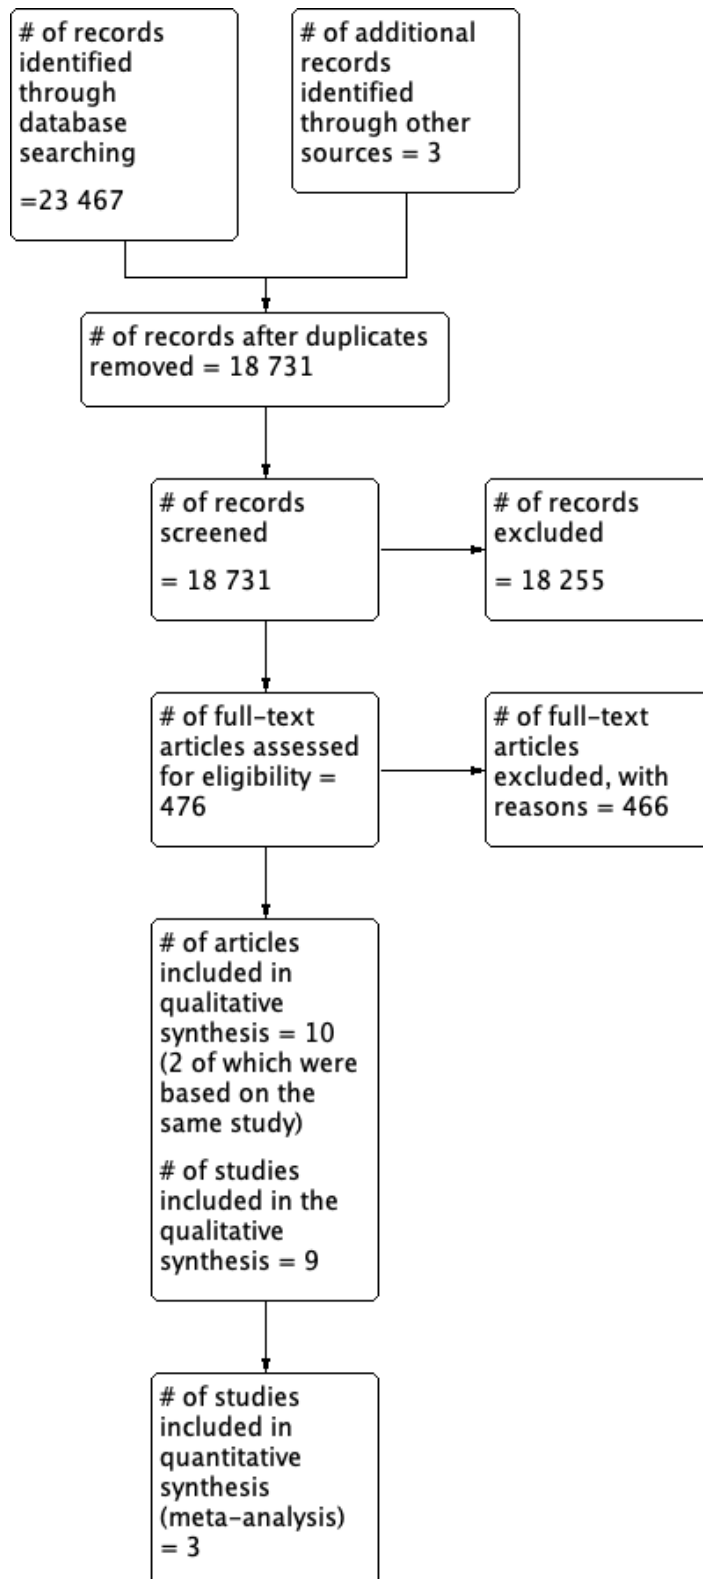 # of records
identified
through
database
searching
=23 467
# of additional
records
identified
through other
sources = 3
# of records after duplicates
removed = 18 731
# of records
screened
= 18 731
# of records
excluded
= 18 255
# of full-text
articles assessed
for eligibility =
476
# of full-text
articles
excluded, with
reasons = 466
# of articles
included in
qualitative
synthesis = 10
(2 of which were
based on the
same study)
# of studies
included in the
qualitative
synthesis = 9
# of studies
included in
quantitative
synthesis
(meta-analysis)
= 3